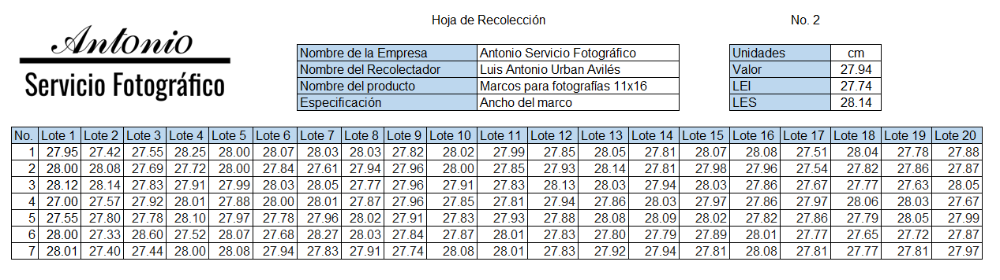 Hoja de Recolección No. 2
Antonio
Servicio Fotográfico
Nombre de la Empresa Antonio Servicio Fotográfico Unidades cm
Nombre del Recolectador Luis Antonio Urban Avilés Valor 27.94
Nombre del producto Marcos para fotografías 11x16 LEI 27.74
Especificación Ancho del marco LES 28.14
No. Lote 1 Lote 2 Lote 3 Lote 4 Lote 5 Lote 6 Lote 7 Lote 8 Lote 9 Lote 10 Lote 11 Lote 12 Lote 13 Lote 14 Lote 15 Lote 16 Lote 17 Lote 18 Lote 19 Lote 20
1 27.95 27.42 27.55 28.25 28.00 28.07 28.03 28.03 27.82 28.02 27.99 27.85 28.05 27.81 28.07 28.08 27.51 28.04 27.78 27.88
2 28.00 28.08 27.69 27.72 28.00 27.84 27.61 27.94 27.96 28.00 27.85 27.93 28.14 27.81 27.98 27.96 27.54 27.82 27.86 27.87
3 28.12 28.14 27.83 27.91 27.99 28.03 28.05 27.77 27.96 27.91 27.83 28.13 28.03 27.94 28.03 27.86 27.67 27.77 27.63 28.05
4 27.00 27.57 27.92 28.01 27.88 28.00 28.01 27.87 27.96 27.85 27.81 27.94 27.86 28.03 27.97 27.86 27.97 28.06 28.03 27.67
5 27.55 27.80 27.78 28.10 27.97 27.78 27.96 28.02 27.91 27.83 27.93 27.88 28.08 28.09 28.02 27.82 27.86 27.79 28.05 27.99
6 28.00 27.33 28.60 27.52 28.07 27.68 28.27 28.03 27.84 27.87 28.01 27.83 27.80 27.79 27.89 28.01 27.77 27.65 27.72 27.87
7 28.01 27.40 27.44 28.00 28.08 27.94 27.83 27.91 27.74 28.08 28.01 27.83 27.92 27.94 27.81 28.08 27.81 27.77 27.81 27.97